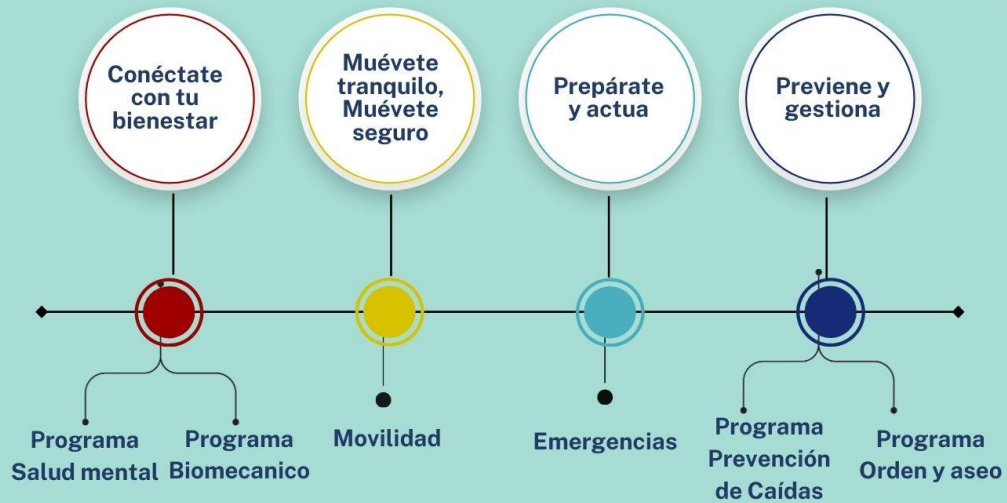 Conéctate
con tu
bienestar
Muévete
tranquilo,
Muévete
seguro
Prepárate
y actua
Previene y
gestiona
Programa
Salud mental
Programa
Biomecanico
Movilidad
Emergencias
Programa
Prevención
de Caídas
Programa
Orden y aseo